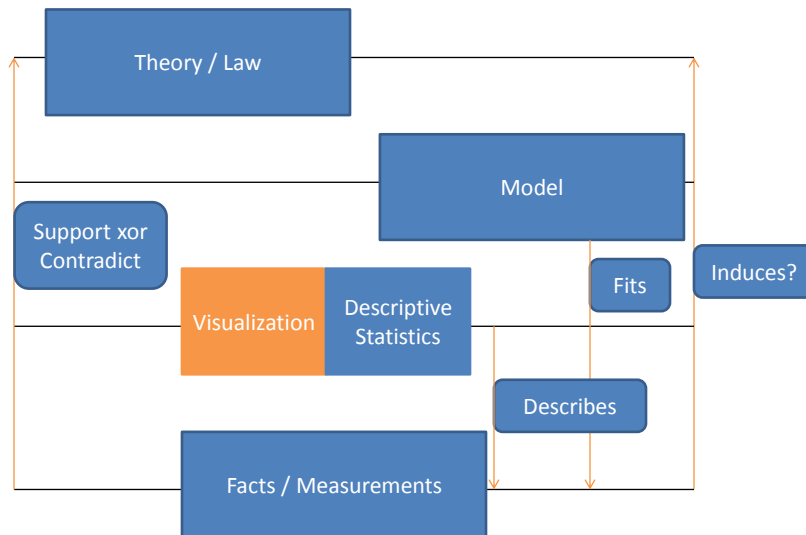 Theory / Law
Model
Support xor
Contradict
Visualization
Descriptive
Statistics
Fits
Induces?
Describes
Facts / Measurements